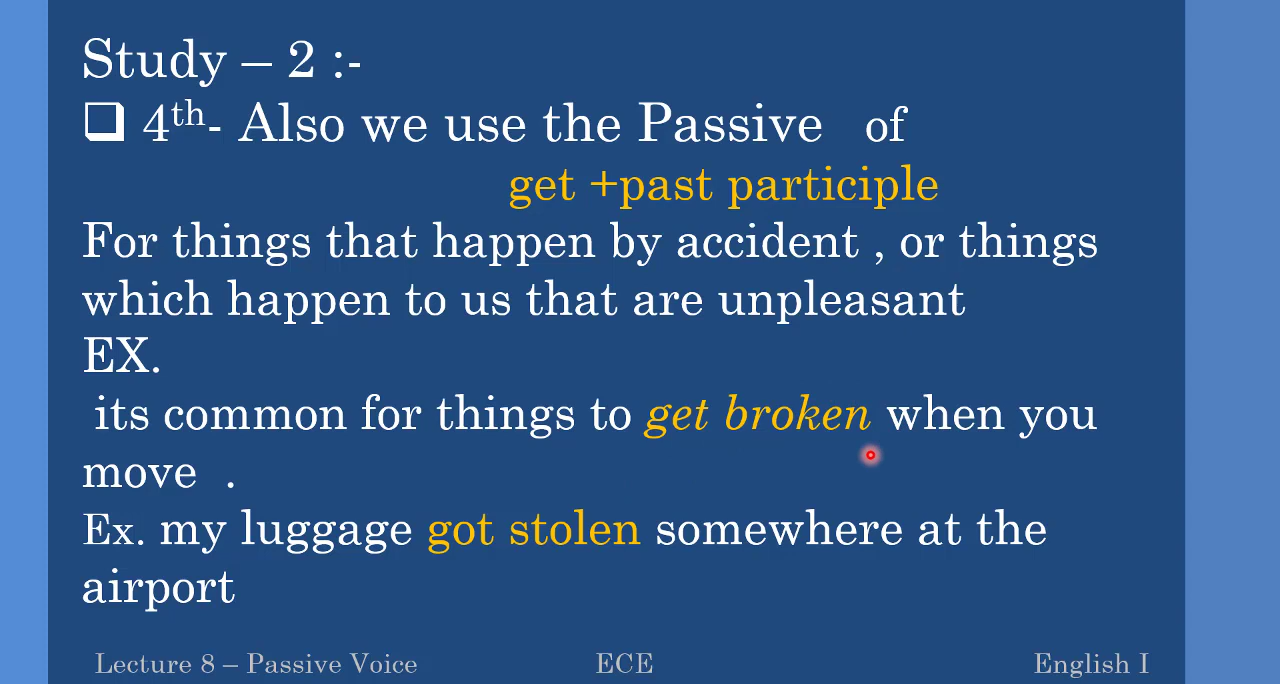 Study – 2 :-
❑ 4th- Also we use the Passive of
get +past participle
For things that happen by accident , or things
which happen to us that are unpleasant
EX.
its common for things to get broken when you
move .
Ex. my luggage got stolen somewhere at the
airport
Lecture 8 – Passive Voice ECE English I